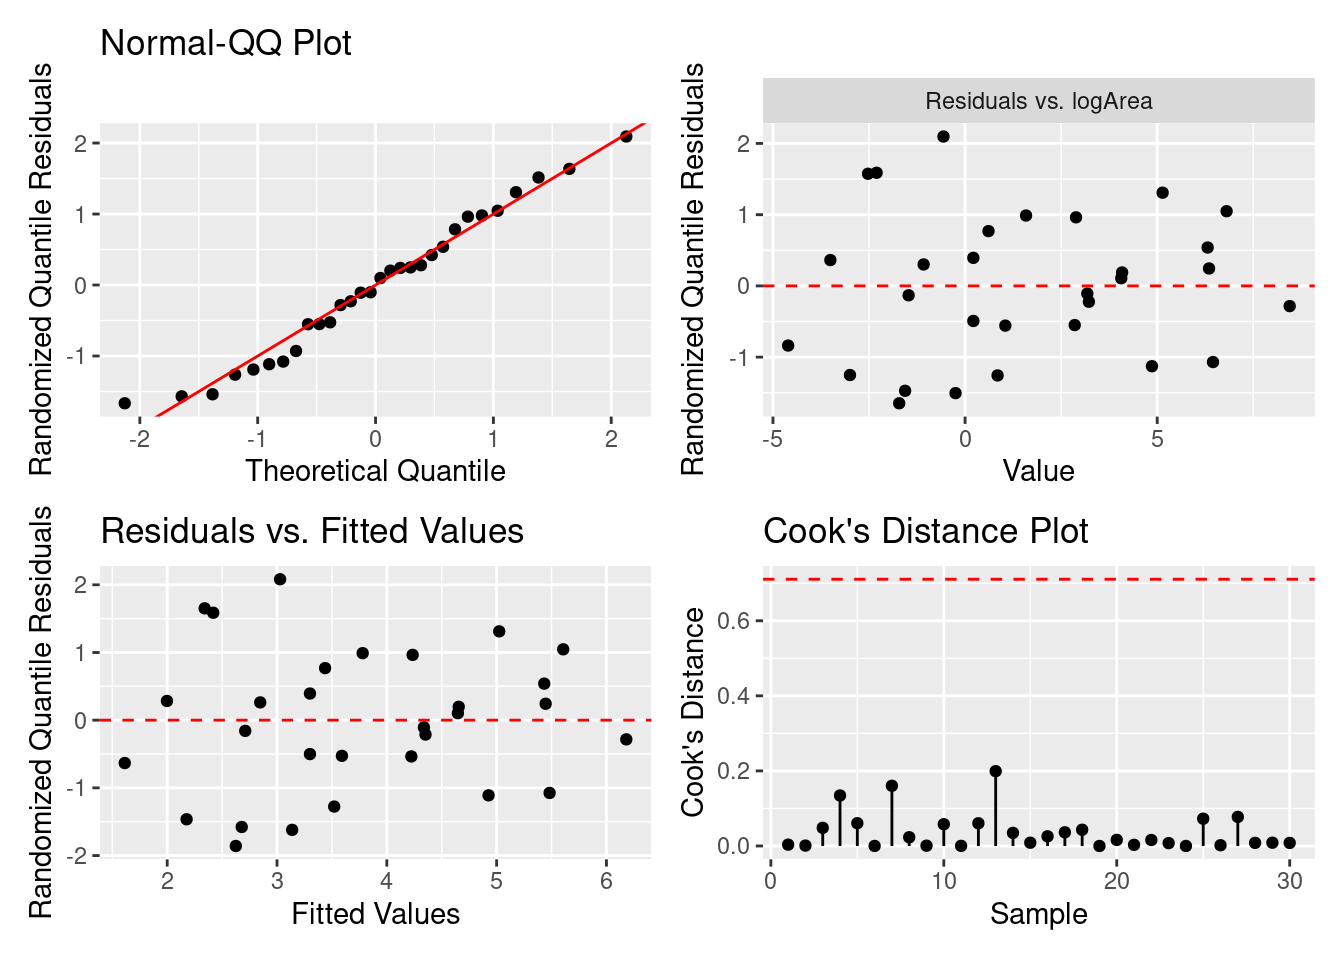 Normal-QQ Plot
Randomized Quantile Residuals
2
1
0
-1
-2
-1
0
1
2
Theoretical Quantile
Residuals vs. logArea
Randomized Quantile Residuals
2
1
0
-1
-5
0
5
Value
Residuals vs. Fitted Values
Randomized Quantile Residuals
2
1
0
-1
-2
2
3
4
5
6
Fitted Values
Cook's Distance Plot
Cook's Distance
0.6
0.4
0.2
0.0
0
10
20
30
Sample